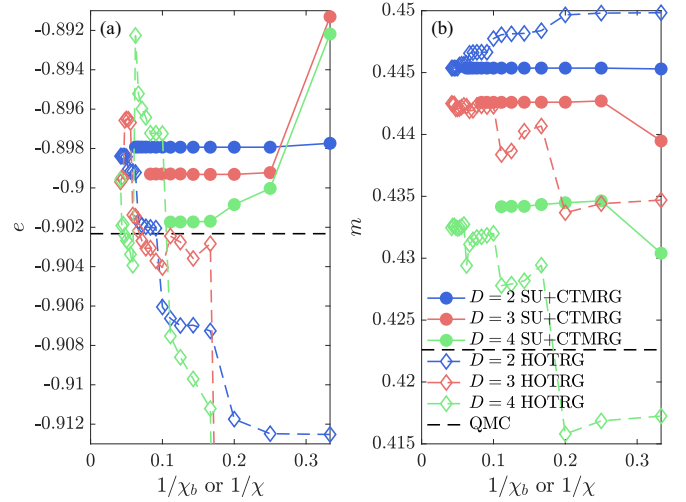 (a)
-0.892
-0.894
-0.896
-0.898
-0.9
-0.902
-0.904
-0.906
-0.908
-0.91
-0.912
e
0
0.1
0.2
0.3
1/χ_b or 1/χ
(b)
0.45
0.445
0.44
0.435
0.43
0.425
0.42
0.415
m
D = 2 SU+CTMRG
D = 3 SU+CTMRG
D = 4 SU+CTMRG
D = 2 HOTRG
D = 3 HOTRG
D = 4 HOTRG
QMC
0
0.1
0.2
0.3
1/χ_b or 1/χ